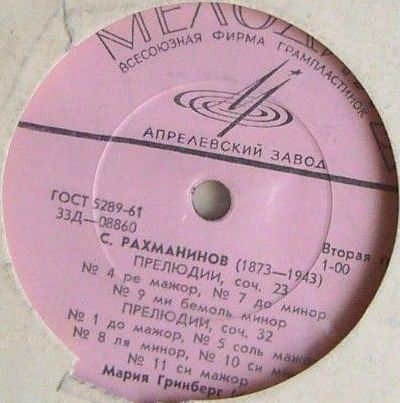 МЕЛОДИ
ВСЕСОЮЗНАЯ ФИРМА ГРАМПЛАСТИНОК
АПРЕЛЕВСКИЙ ЗАВОД
ГОСТ 5289-61
33Д—08860
Вторая
1-00
С. РАХМАНИНОВ (1873—1943)
ПРЕЛЮДИИ, соч. 23
№ 4 ре мажор, № 7 до минор
№ 9 ми бемоль минор
ПРЕЛЮДИИ, соч. 32
№ 1 до мажор, № 5 соль маж
№ 8 ля минор, № 10 си м
№ 11 си мажор
Мария Гринберг